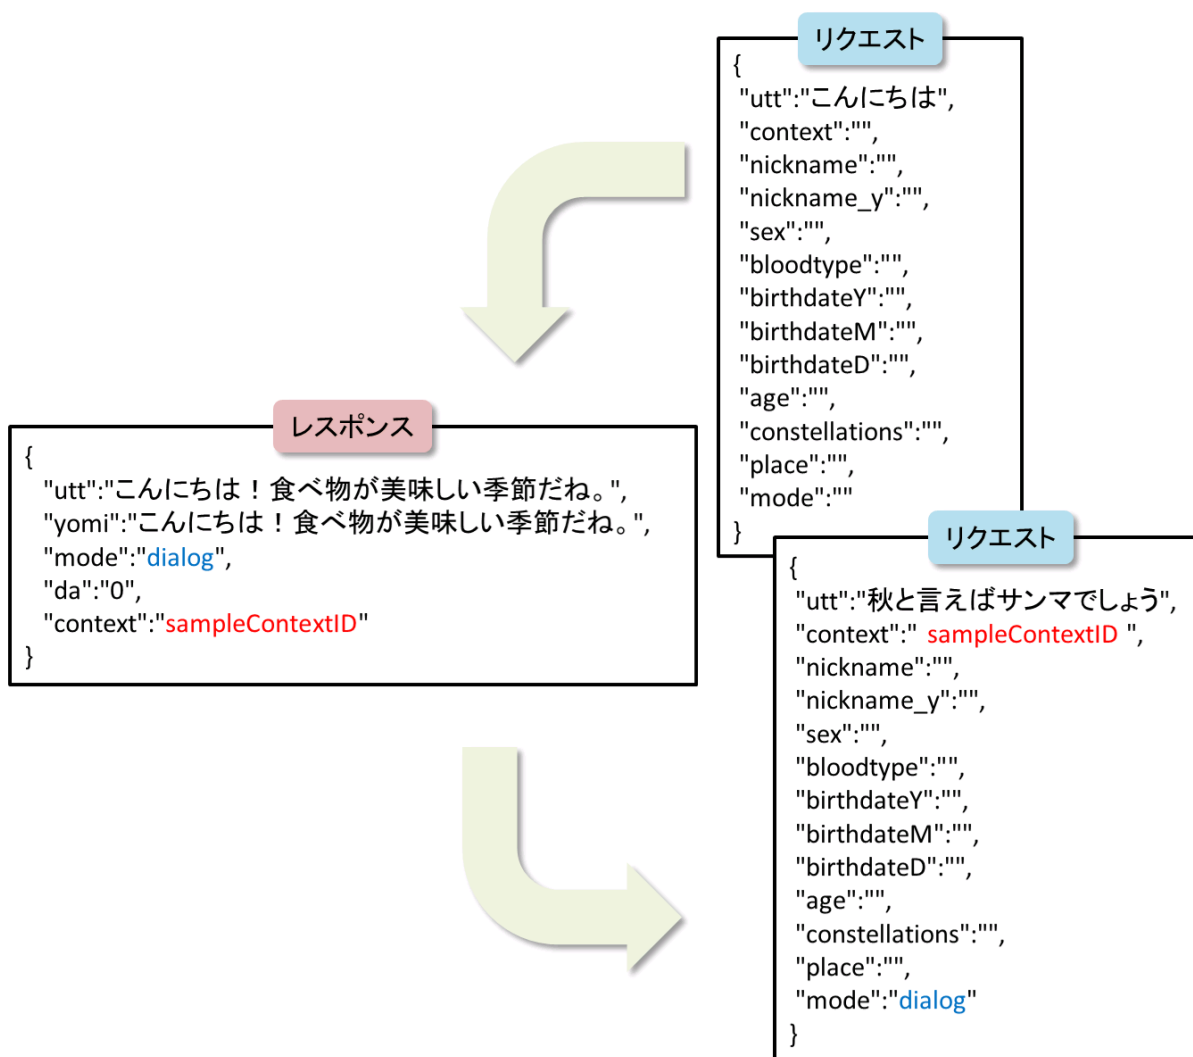 リクエスト
{
"utt":"こんにちは",
"context":"",
"nickname":"",
"nickname_y":"",
"sex":"",
"bloodtype":"",
"birthdateY":"",
"birthdateM":"",
"birthdateD":"",
"age":"",
"constellations":"",
"place":"",
"mode":""
}
レスポンス
{
"utt":"こんにちは！食べ物が美味しい季節だね。",
"yomi":"こんにちは！食べ物が美味しい季節だね。",
"mode":"dialog",
"da":"0",
"context":"sampleContextID"
}
リクエスト
{
"utt":"秋と言えばサンマでしょう",
"context":" sampleContextID ",
"nickname":"",
"nickname_y":"",
"sex":"",
"bloodtype":"",
"birthdateY":"",
"birthdateM":"",
"birthdateD":"",
"age":"",
"constellations":"",
"place":"",
"mode":"dialog"
}